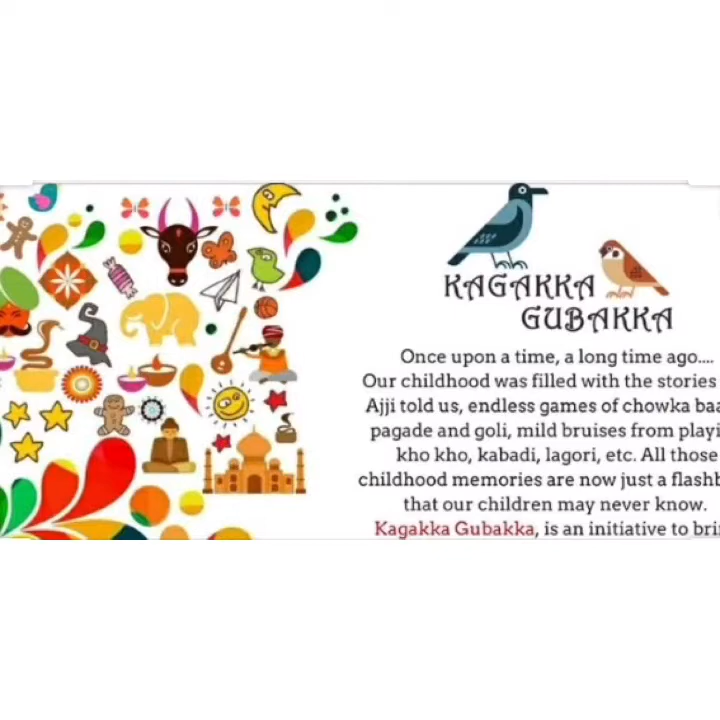 KAGAKKA
GUBAKKA
Once upon a time, a long time ago....
Our childhood was filled with the stories
Ajji told us, endless games of chowka
pagade and goli, mild bruises from
kho kho, kabadi, lagori, etc. All those
childhood memories are now just a
that our children may never know.
Kagakka Gubakka, is an initiative to